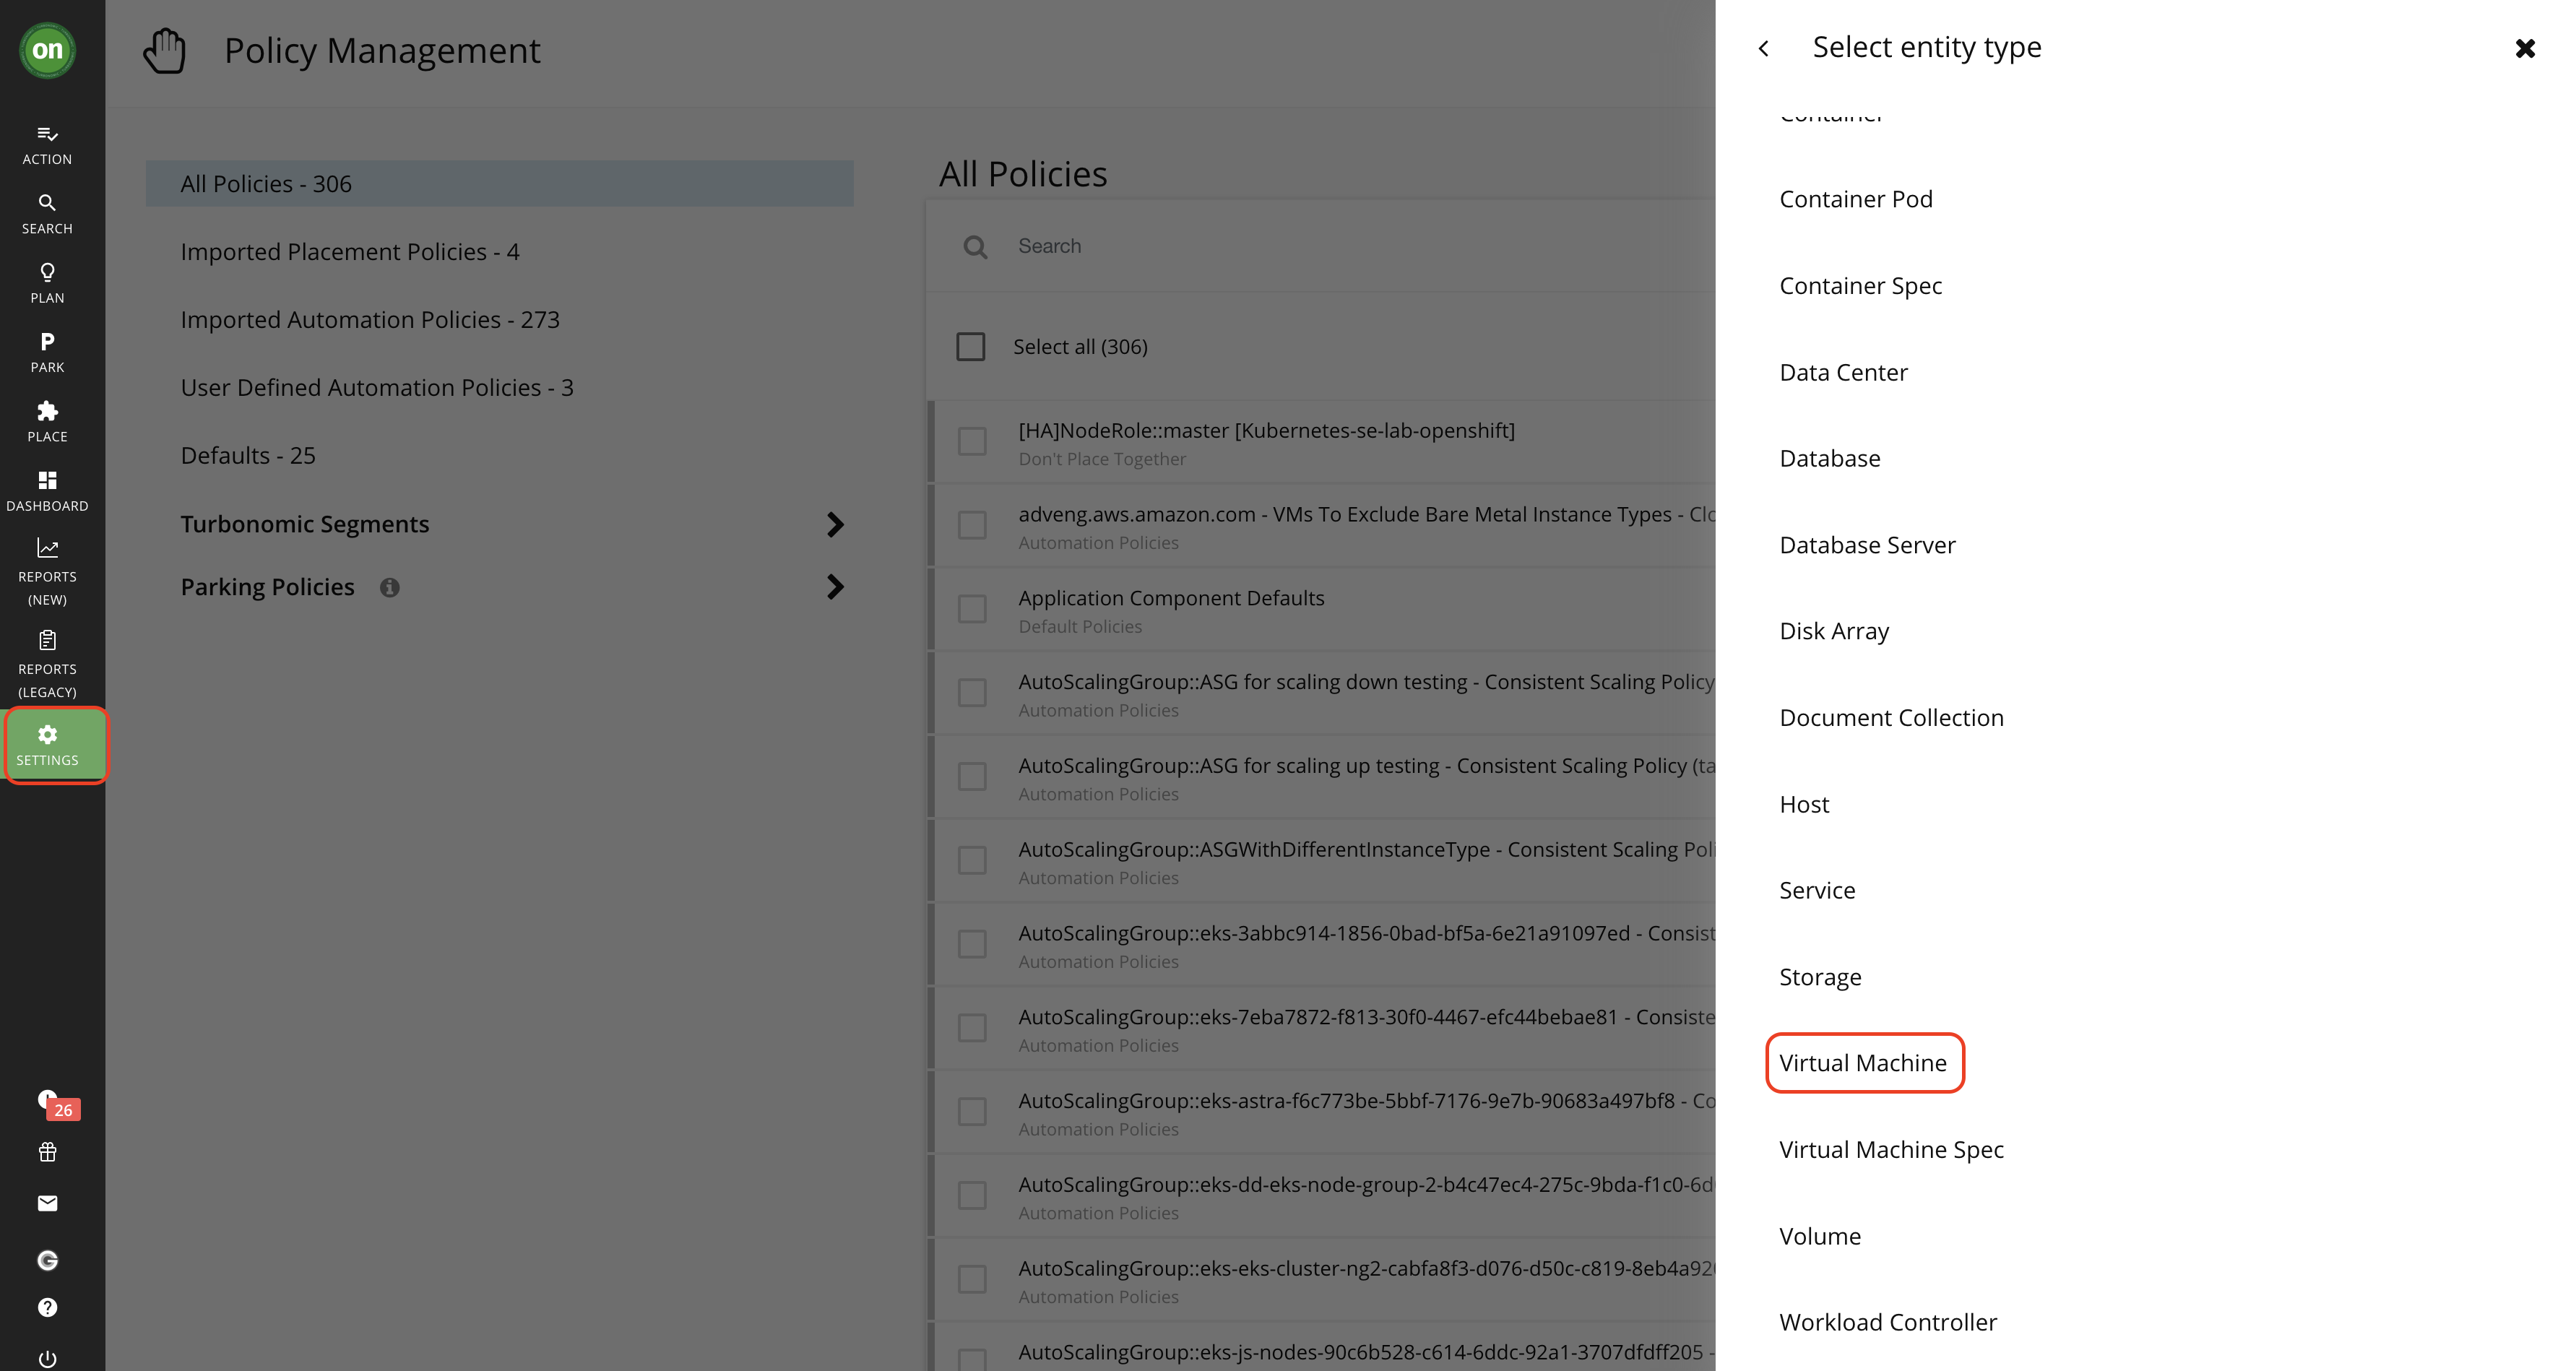 on
ACTION
SEARCH
PLAN
P
PARK
PLACE
DASHBOARD
REPORTS
(NEW)
REPORTS
(LEGACY)
SETTINGS
26
Policy Management
All Policies - 306
Imported Placement Policies - 4
Imported Automation Policies - 273
User Defined Automation Policies - 3
Defaults - 25
Turbonomic Segments
Parking Policies
All Policies
Search
Select all (306)
[HA]NodeRole::master [Kubernetes-se-lab-openshift]
Don't Place Together
adveng.aws.amazon.com - VMs To Exclude Bare Metal Instance Types - Clo
Automation Policies
Application Component Defaults
Default Policies
AutoScalingGroup::ASG for scaling down testing - Consistent Scaling Policy
Automation Policies
AutoScalingGroup::ASG for scaling up testing - Consistent Scaling Policy (ta
Automation Policies
AutoScalingGroup::ASGWithDifferentInstanceType - Consistent Scaling Poli
Automation Policies
AutoScalingGroup::eks-3abbc914-1856-0bad-bf5a-6e21a91097ed - Consist
Automation Policies
AutoScalingGroup::eks-7eba7872-f813-30f0-4467-efc44bebae81 - Consiste
Automation Policies
AutoScalingGroup::eks-astra-f6c773be-5bbf-7176-9e7b-90683a497bf8 - Co
Automation Policies
AutoScalingGroup::eks-dd-eks-node-group-2-b4c47ec4-275c-9bda-f1c0-6d
Automation Policies
AutoScalingGroup::eks-eks-cluster-ng2-cabfa8f3-d076-d50c-c819-8eb4a92
Automation Policies
AutoScalingGroup::eks-js-nodes-90c6b528-c614-6ddc-92a1-3707dfdff205 -
Select entity type
Container
Container Pod
Container Spec
Data Center
Database
Database Server
Disk Array
Document Collection
Host
Service
Storage
Virtual Machine
Virtual Machine Spec
Volume
Workload Controller